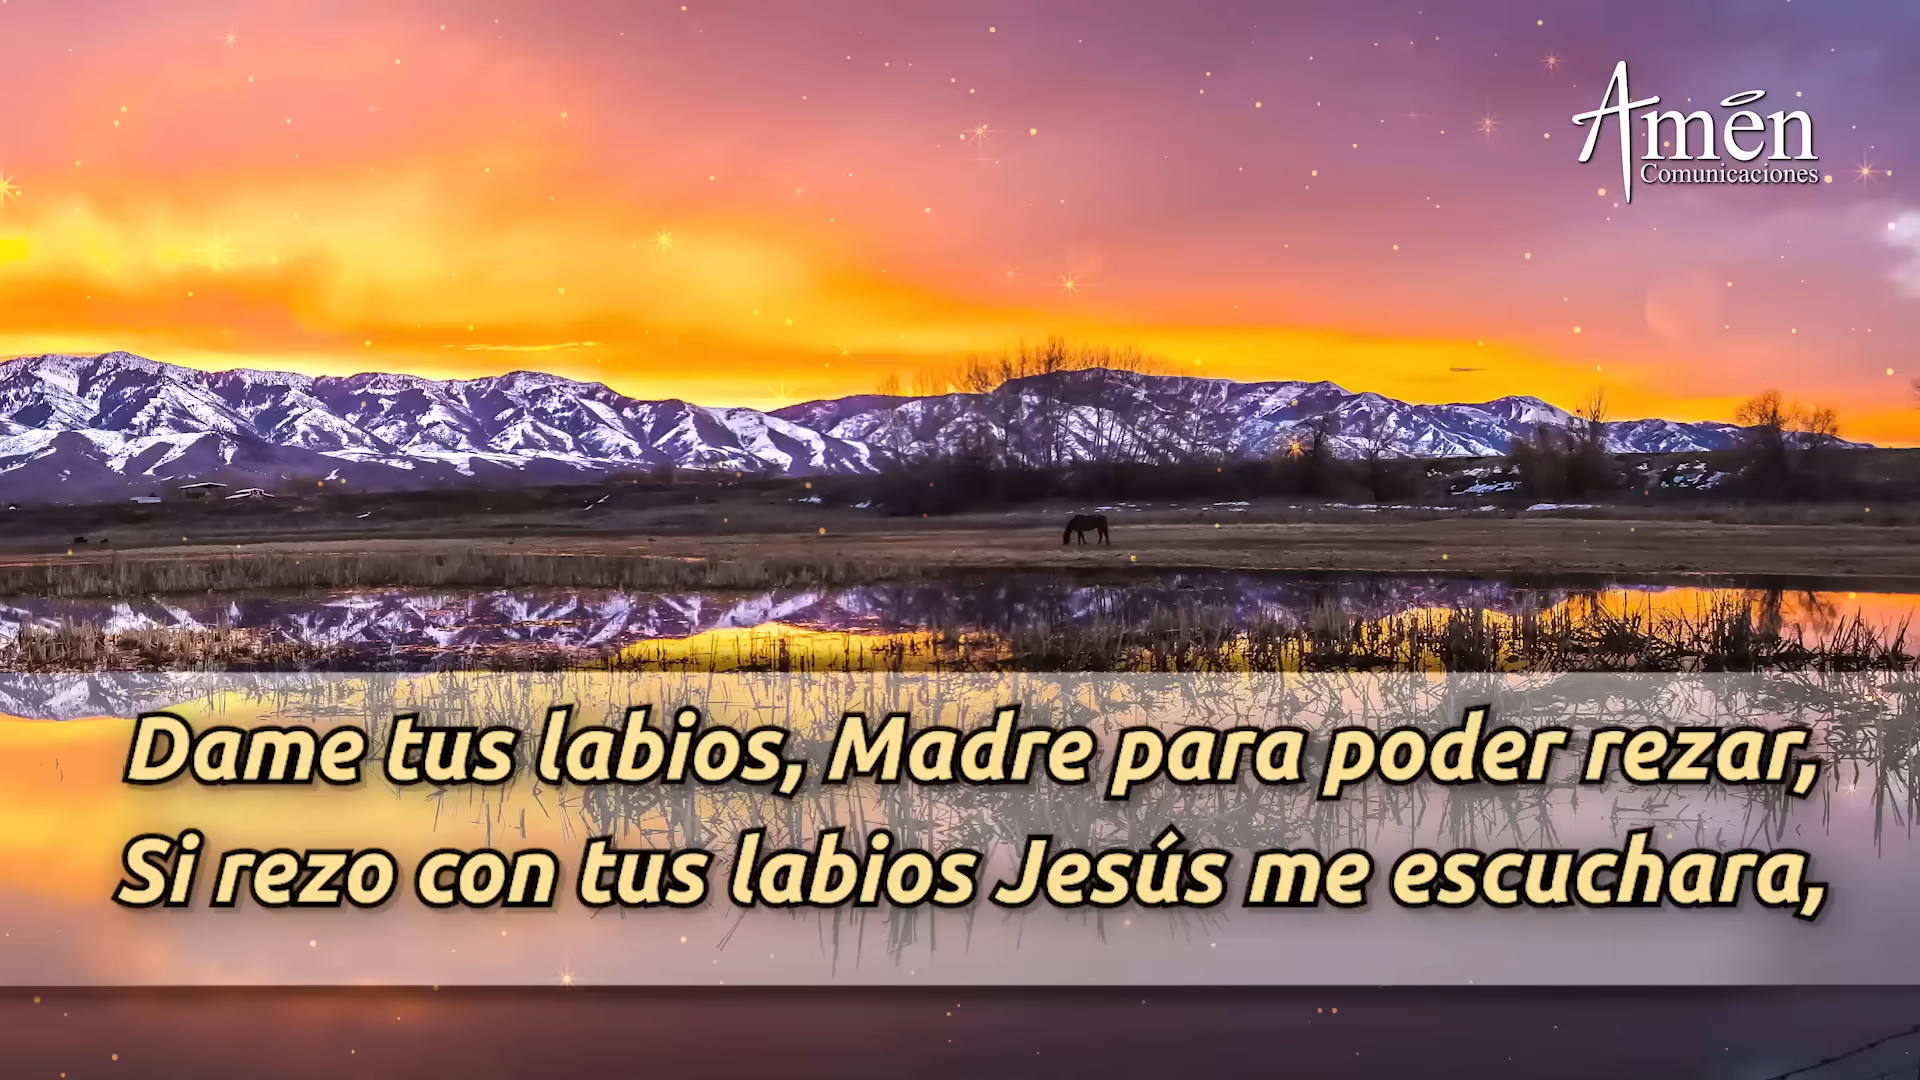 Amén
Comunicaciones
Dame tus labios, Madre para poder rezar,
Si rezo con tus labios Jesús me escuchara,